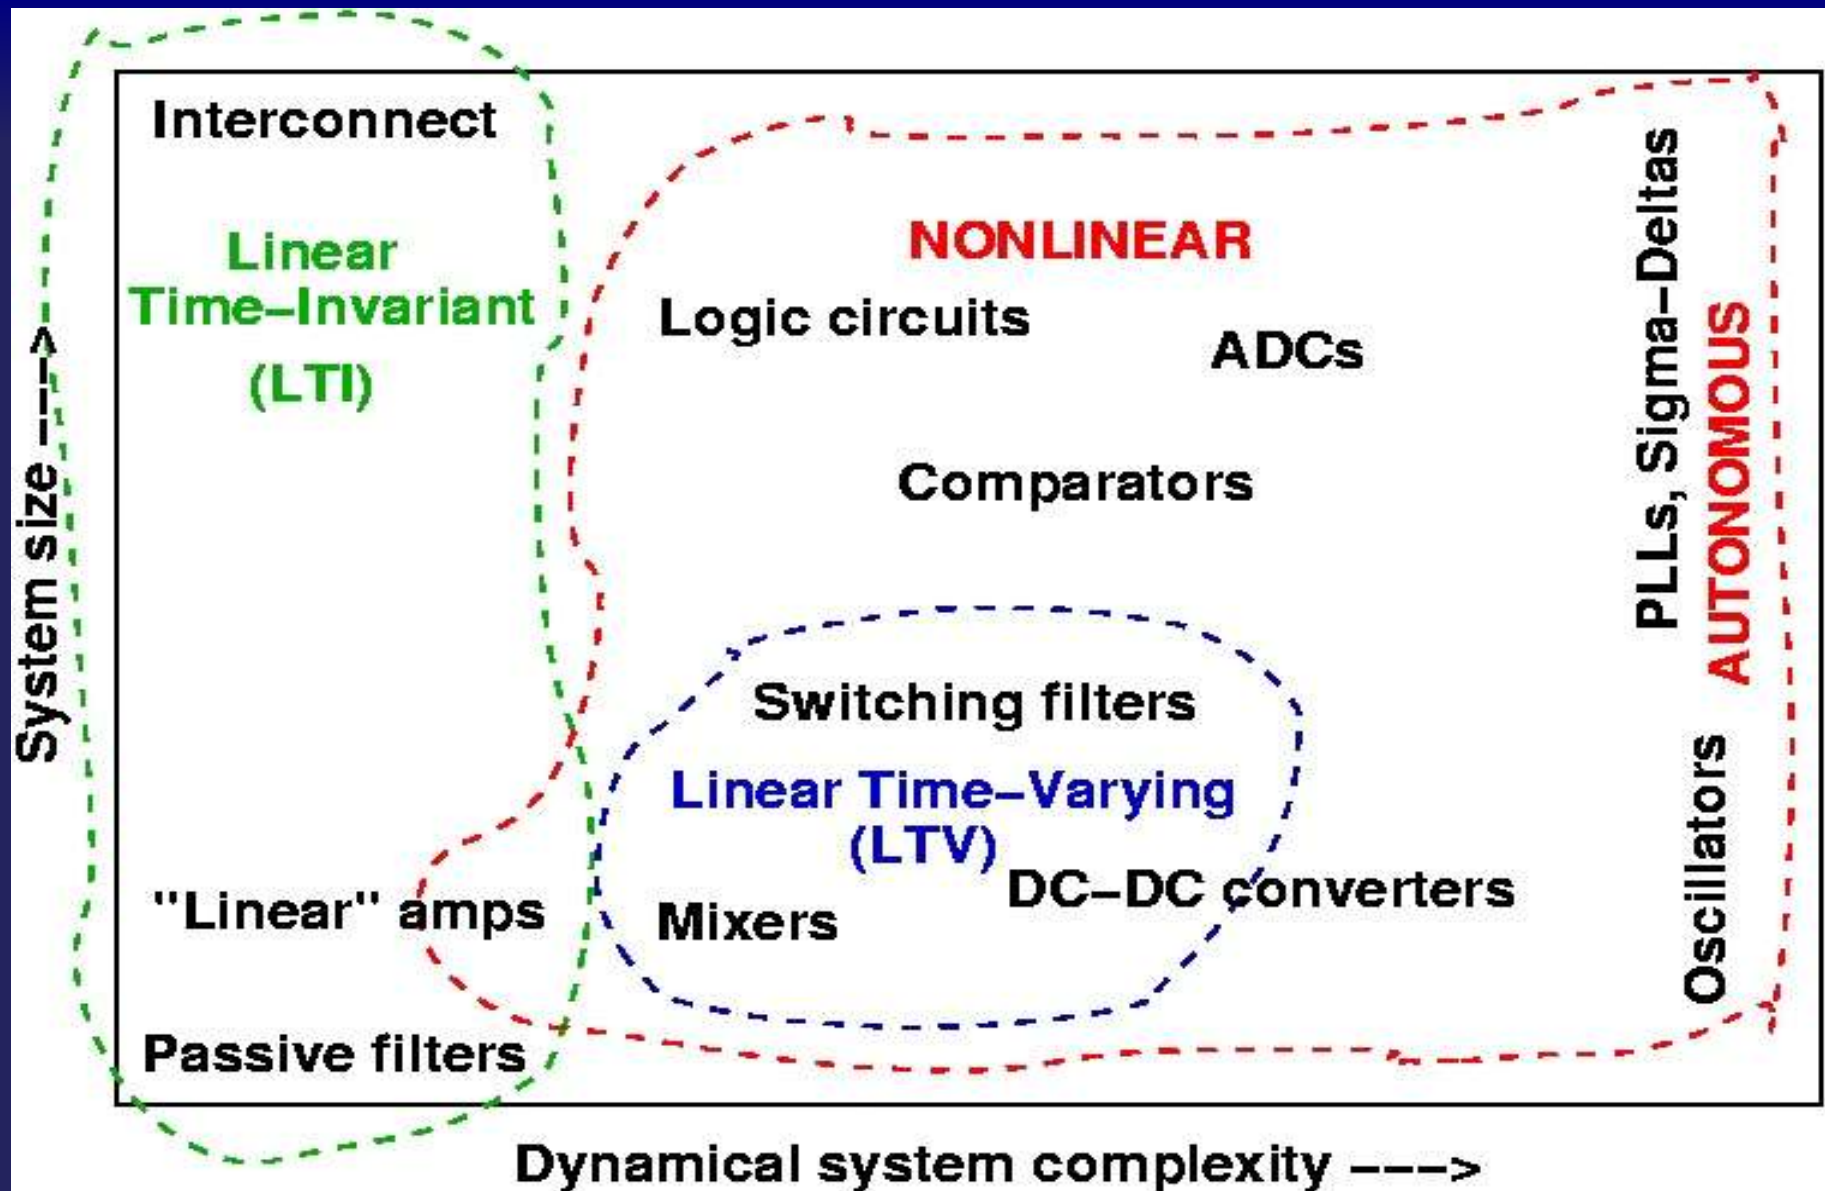 Interconnect
Linear
Time–Invariant
(LTI)
NONLINEAR
Logic circuits
ADCs
Comparators
PLLs, Sigma–Deltas
AUTONOMOUS
System size ––––>
Switching filters
Linear Time–Varying
(LTV)
DC–DC converters
Mixers
"Linear" amps
Oscillators
Passive filters
Dynamical system complexity –––>